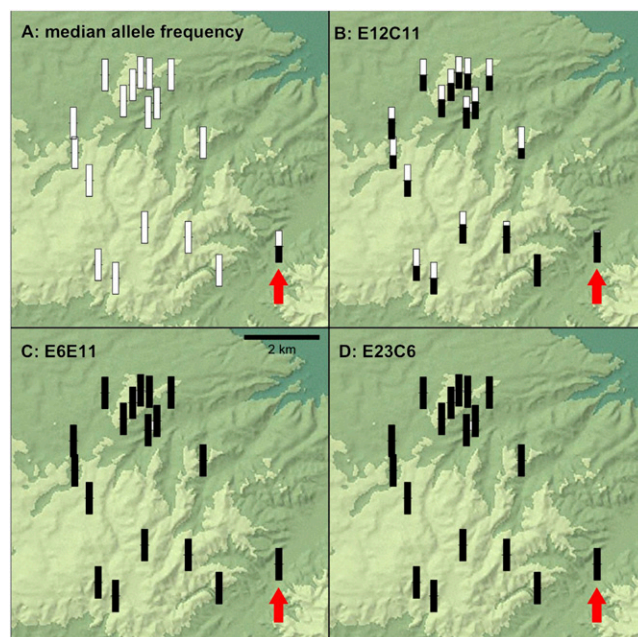 A: median allele frequency
B: E12C11
C: E6E11
2 km
D: E23C6